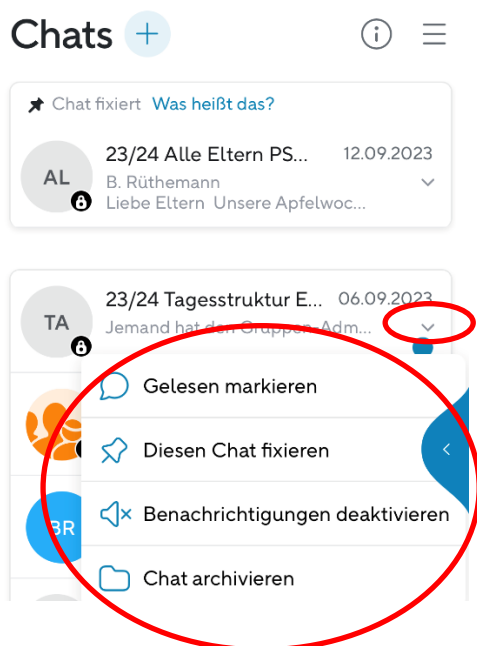 Chats +
Chat fixiert Was heißt das?
23/24 Alle Eltern PS... 12.09.2023
AL
B. Rüthemann
Liebe Eltern Unsere Apfelwoc...
23/24 Tagesstruktur E... 06.09.2023
TA
Jemand hat den Gruppen-Adm...
Gelesen markieren
Diesen Chat fixieren
BR
Benachrichtigungen deaktivieren
Chat archivieren